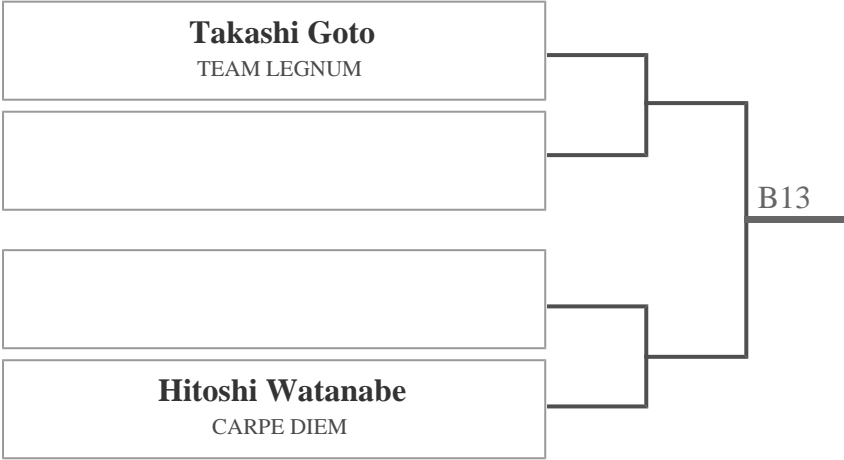 Takashi Goto
TEAM LEGNUM
B13
Hitoshi Watanabe
CARPE DIEM